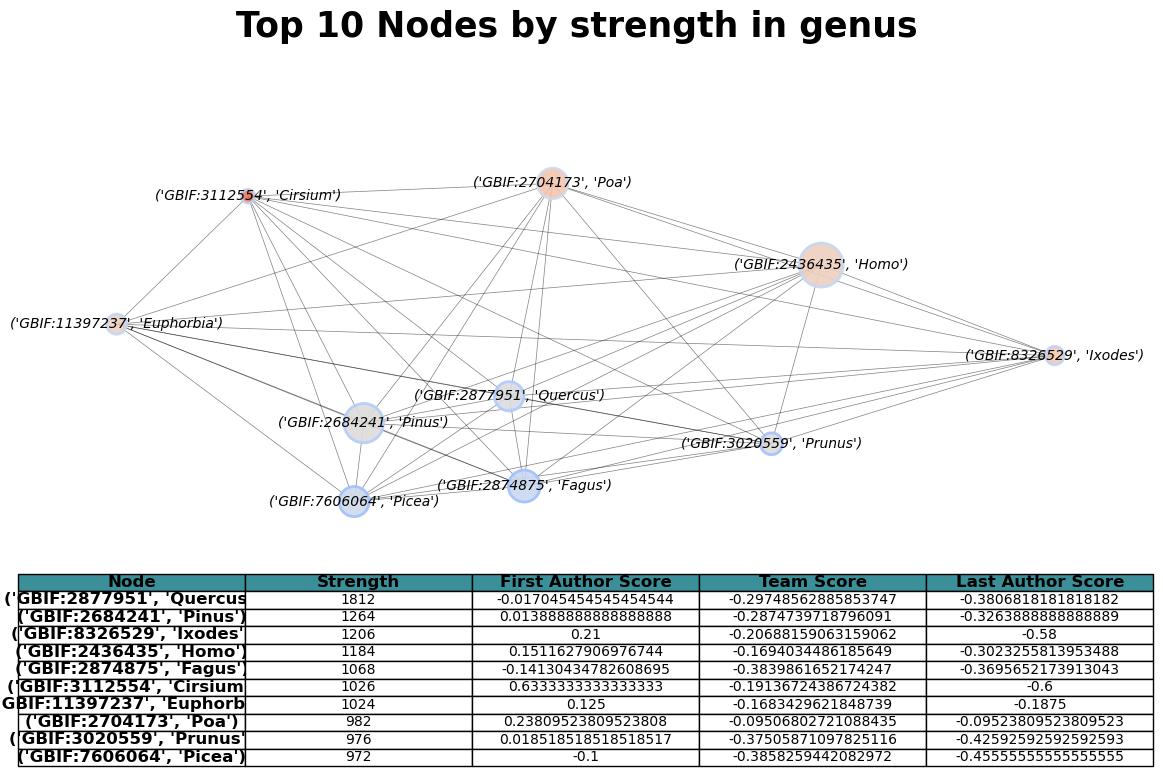 Top 10 Nodes by strength in genus
('GBIF:2704173', 'Poa')
('GBIF:3112554', 'Cirsium')
('GBIF:2436435', 'Homo')
('GBIF:11397237', 'Euphorbia')
('GBIF:8326529', 'Ixodes')
('GBIF:2877951', 'Quercus')
('GBIF:2684241', 'Pinus')
('GBIF:3020559', 'Prunus')
('GBIF:2874875', 'Fagus')
('GBIF:7606064', 'Picea')
Node Strength First Author Score Team Score Last Author Score
('GBIF:2877951', 'Quercus 1812 -0.017045454545454544 -0.29748562885853747 -0.3806818181818182
('GBIF:2684241', 'Pinus') 1264 0.013888888888888888 -0.2874739718796091 -0.3263888888888889
('GBIF:8326529', 'Ixodes' 1206 0.21 -0.20688159063159062 -0.58
('GBIF:2436435', 'Homo') 1184 0.1511627906976744 -0.1694034486185649 -0.3023255813953488
('GBIF:2874875', 'Fagus') 1068 -0.14130434782608695 -0.3839861652174247 -0.3695652173913043
('GBIF:3112554', 'Cirsium 1026 0.6333333333333333 -0.19136724386724382 -0.6
GBIF:11397237', 'Euphorb 1024 0.125 -0.1683429621848739 -0.1875
('GBIF:2704173', 'Poa') 982 0.23809523809523808 -0.09506802721088435 -0.09523809523809523
('GBIF:3020559', 'Prunus' 976 0.018518518518518517 -0.37505871097825116 -0.42592592592592593
('GBIF:7606064', 'Picea') 972 -0.1 -0.3858259442082972 -0.45555555555555555